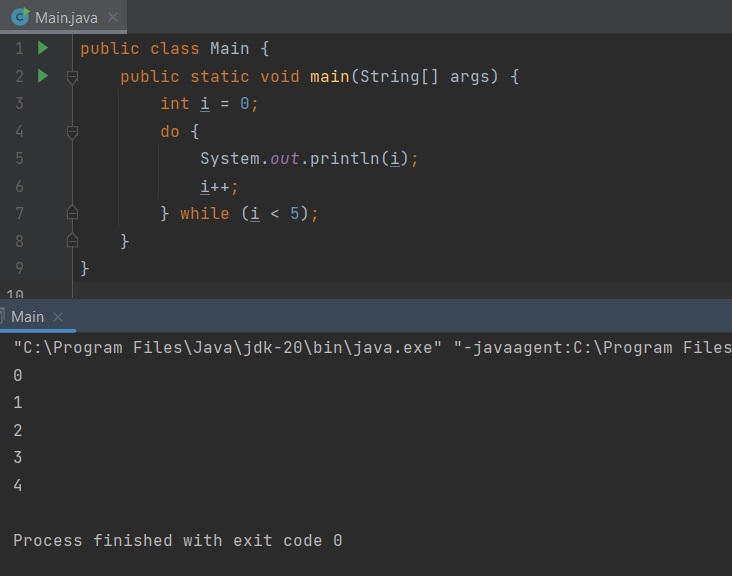 Main.java
1 public class Main {
2 public static void main(String[] args) {
3 int i = 0;
4 do {
5 System.out.println(i);
6 i++;
7 } while (i < 5);
8 }
9 }
10
Main
"C:\Program Files\Java\jdk-20\bin\java.exe" "-javaagent:C:\Program Files
0
1
2
3
4
Process finished with exit code 0